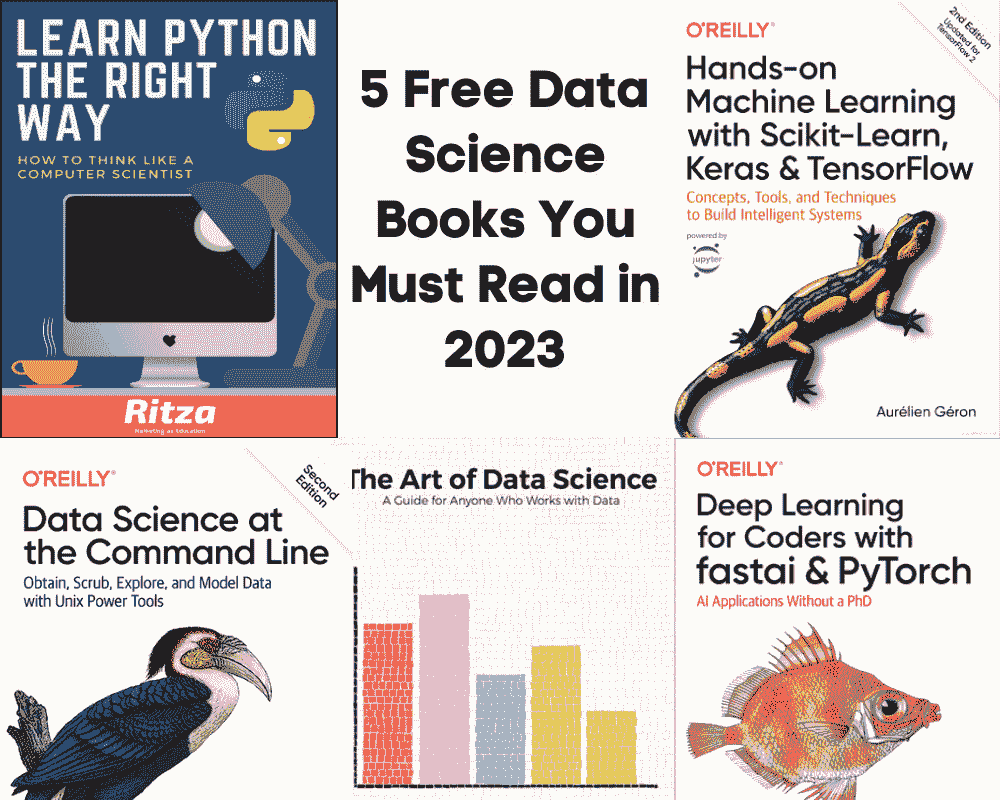 LEARN PYTHON
THE RIGHT
WAY
HOW TO THINK LIKE A
COMPUTER SCIENTIST
Ritza
Marketing as Education
5 Free Data
Science
Books You
Must Read in
2023
O'REILLY®
2nd Edition
Updated for
TensorFlow 2
Hands-on
Machine Learning
with Scikit-Learn,
Keras & TensorFlow
Concepts, Tools, and Techniques
to Build Intelligent Systems
powered by
jupyter
Aurélien Géron
O'REILLY®
Second
Edition
Data Science at
the Command Line
Obtain, Scrub, Explore, and Model Data
with Unix Power Tools
The Art of Data Science
A Guide for Anyone Who Works with Data
O'REILLY®
Deep Learning
for Coders with
fastai & PyTorch
AI Applications Without a PhD